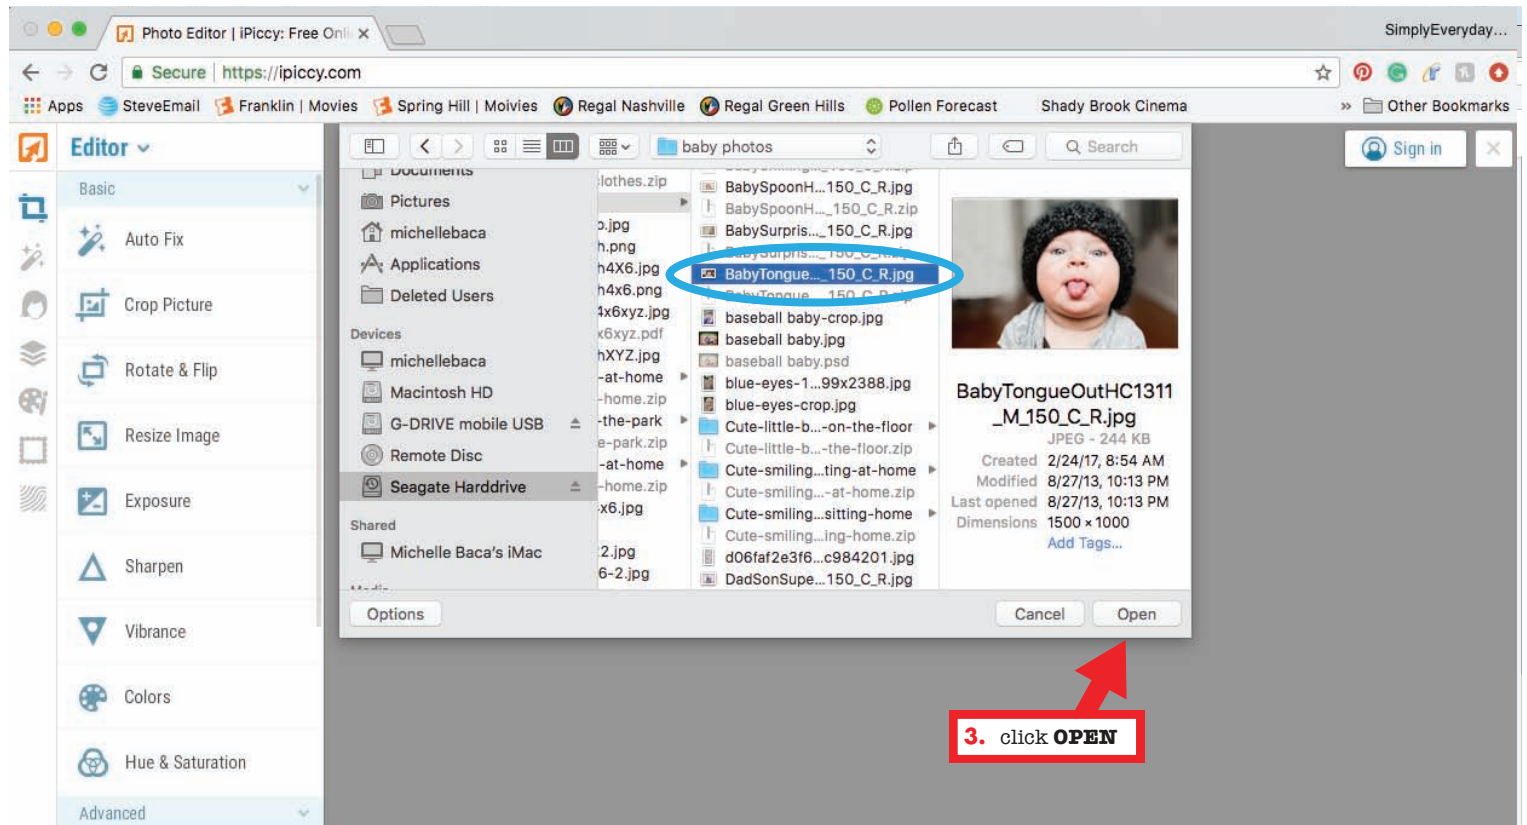 Photo Editor | iPiccy: Free Onli
SimplyEveryday...
Secure | https://ipiccy.com
Apps SteveEmail Franklin | Movies Spring Hill | Moivies Regal Nashville Regal Green Hills Pollen Forecast Shady Brook Cinema » Other Bookmarks
Editor
baby photos
Search
Sign in
Basic
Auto Fix
Crop Picture
Rotate & Flip
Resize Image
Exposure
Sharpen
Vibrance
Colors
Hue & Saturation
Advanced
Documents
Pictures
michellebaca
Applications
Deleted Users
Devices
michellebaca
Macintosh HD
G-DRIVE mobile USB
Remote Disc
Seagate Harddrive
Shared
Michelle Baca's iMac
Media
lothes.zip
o.jpg
h.png
h4X6.jpg
h4x6.png
4x6xyz.jpg
x6xyz.pdf
hXYZ.jpg
-at-home
-home.zip
-the-park
e-park.zip
-at-home
-home.zip
x6.jpg
2.jpg
6-2.jpg
BabySpoonH...150_C_R.jpg
BabySpoonH..._150_C_R.zip
BabySurpris..._150_C_R.jpg
BabySurpris..._150_C_R.zip
BabyTongue..._150_C_R.jpg
BabyTongue..._150_C_R.zip
baseball baby-crop.jpg
baseball baby.jpg
baseball baby.psd
blue-eyes-1...99x2388.jpg
blue-eyes-crop.jpg
Cute-little-b...-on-the-floor
Cute-little-b...-the-floor.zip
Cute-smiling...ting-at-home
Cute-smiling...-at-home.zip
Cute-smiling...sitting-home
Cute-smiling...ing-home.zip
d06faf2e3f6...c984201.jpg
DadSonSupe...150_C_R.jpg
BabyTongueOutHC1311
_M_150_C_R.jpg
JPEG - 244 KB
Created 2/24/17, 8:54 AM
Modified 8/27/13, 10:13 PM
Last opened 8/27/13, 10:13 PM
Dimensions 1500 × 1000
Add Tags...
Options
Cancel
Open
3. click OPEN